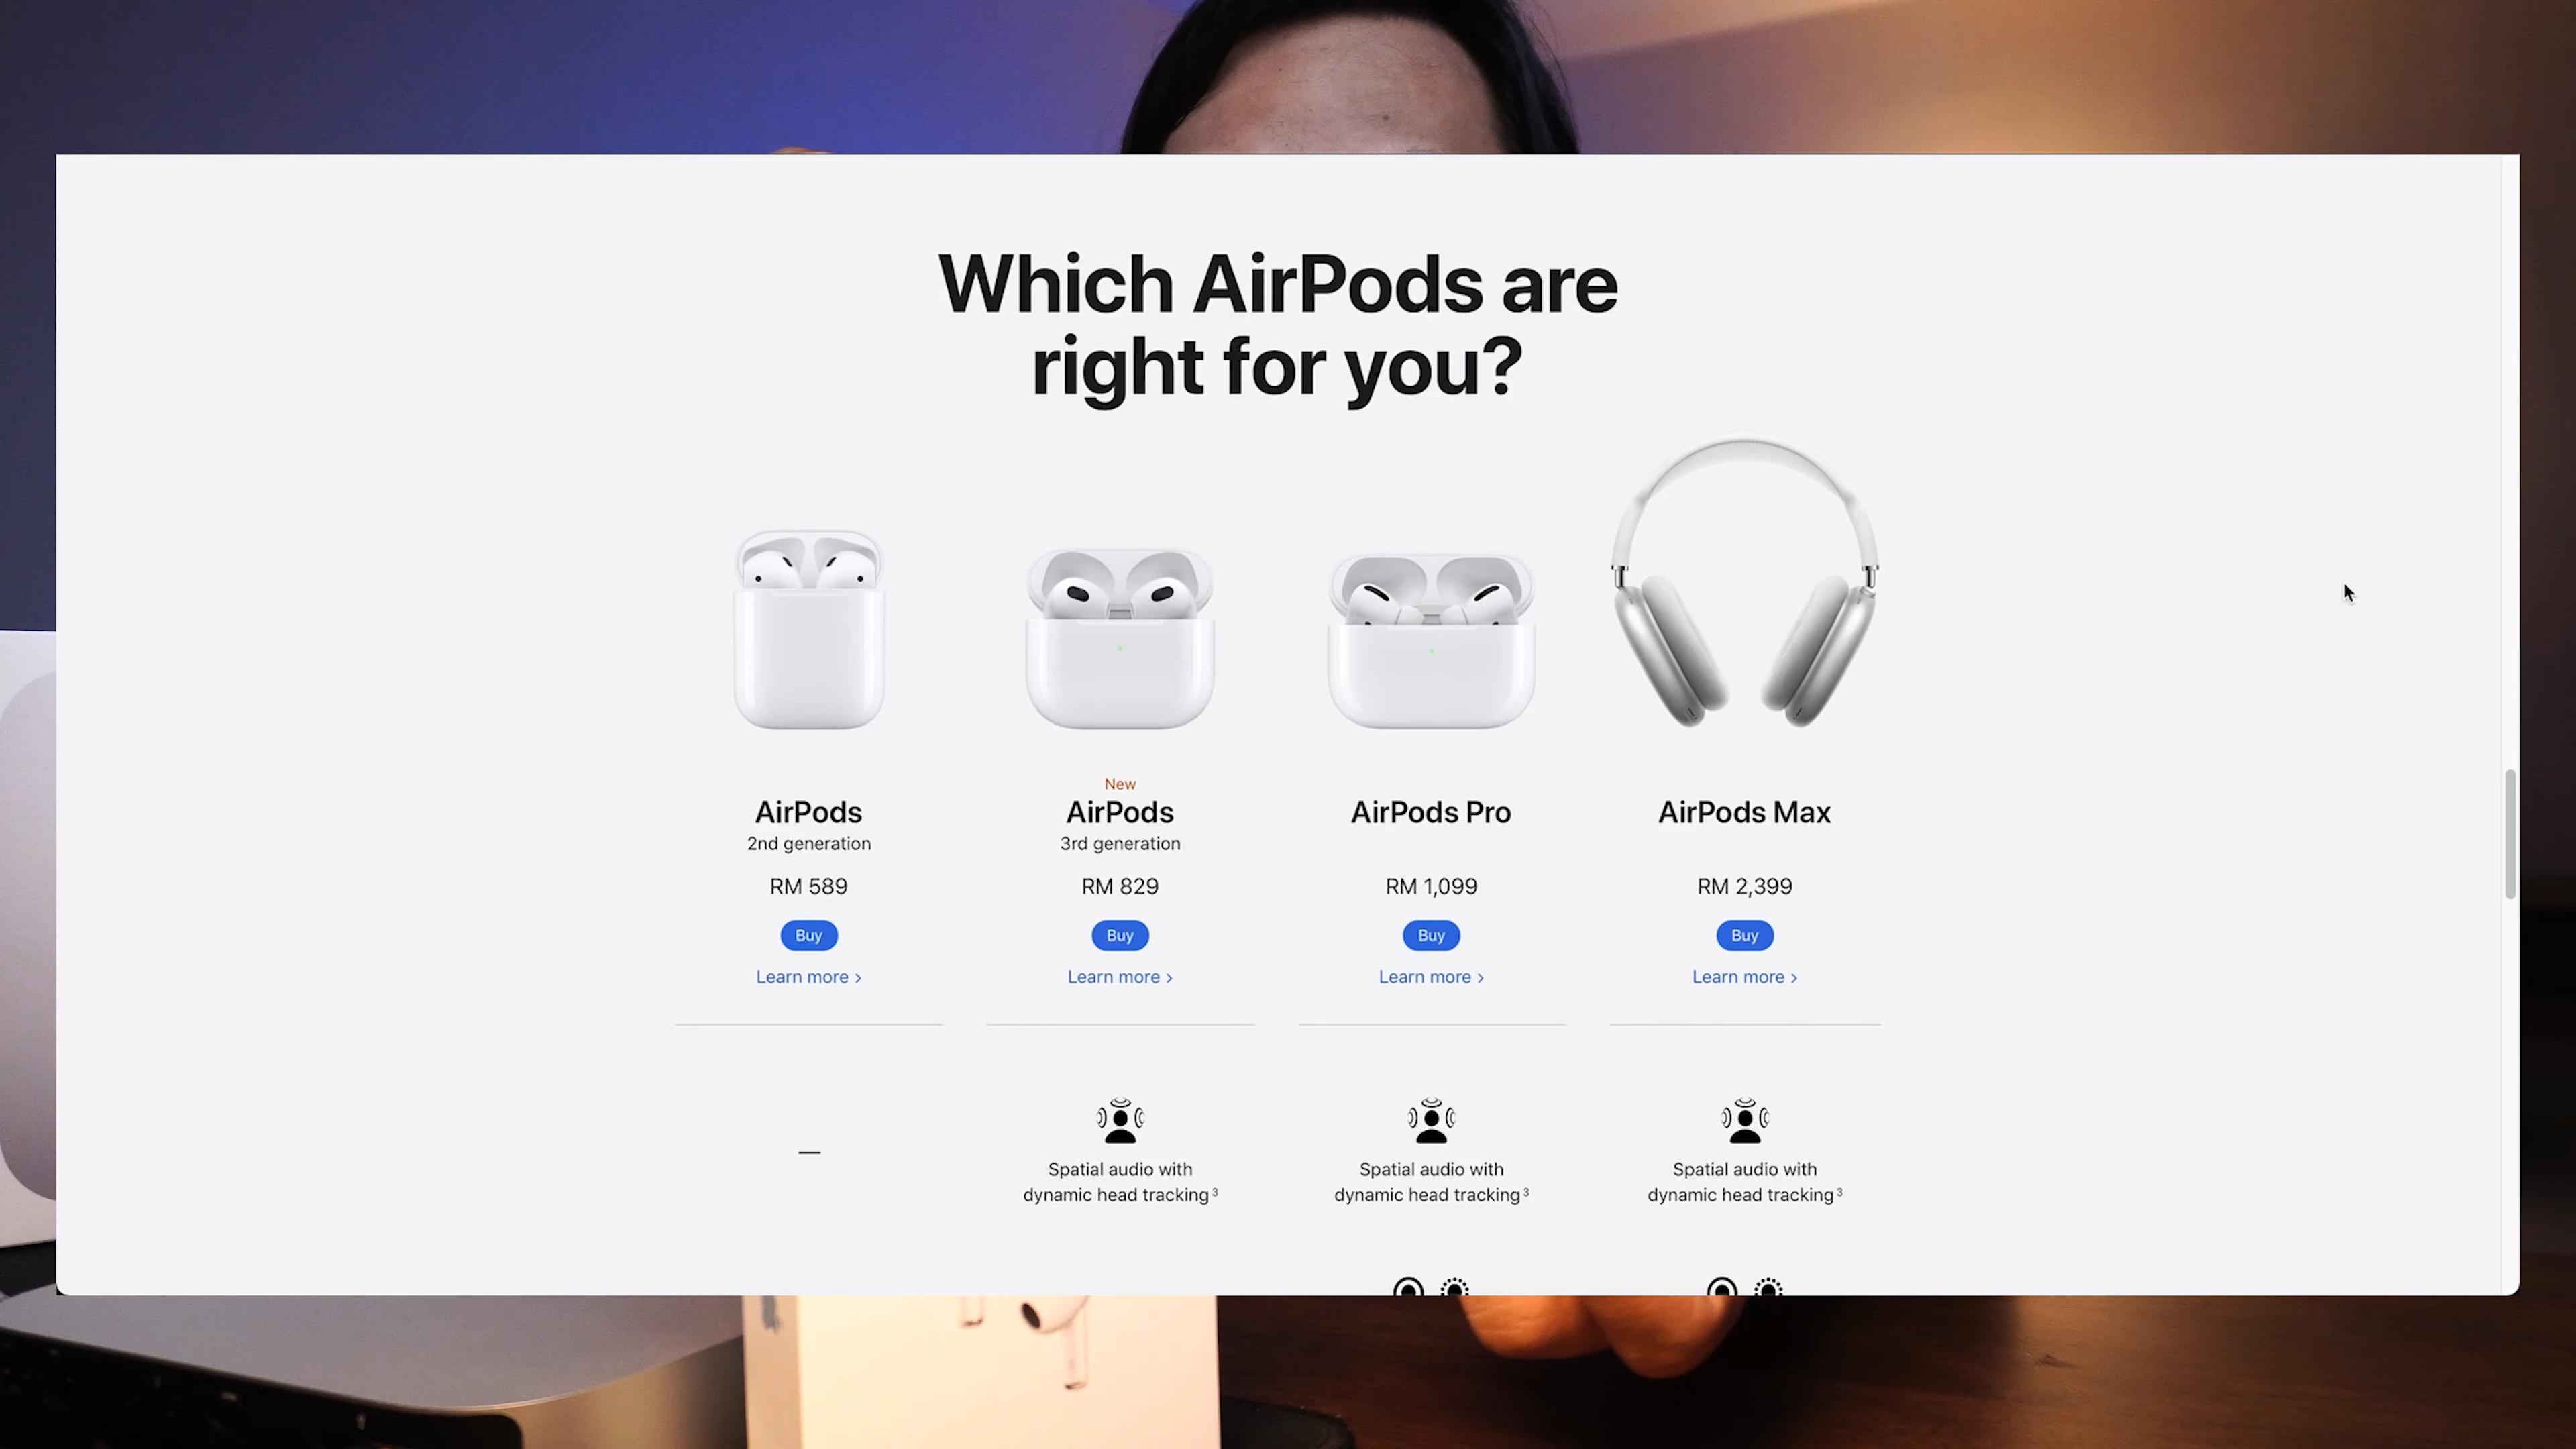 Which AirPods are
right for you?
New
AirPods
AirPods
AirPods Pro
AirPods Max
2nd generation
3rd generation
RM 589
RM 829
RM 1,099
RM 2,399
Buy
Buy
Buy
Buy
Learn more >
Learn more >
Learn more >
Learn more >
—
Spatial audio with
dynamic head tracking³
Spatial audio with
dynamic head tracking³
Spatial audio with
dynamic head tracking³